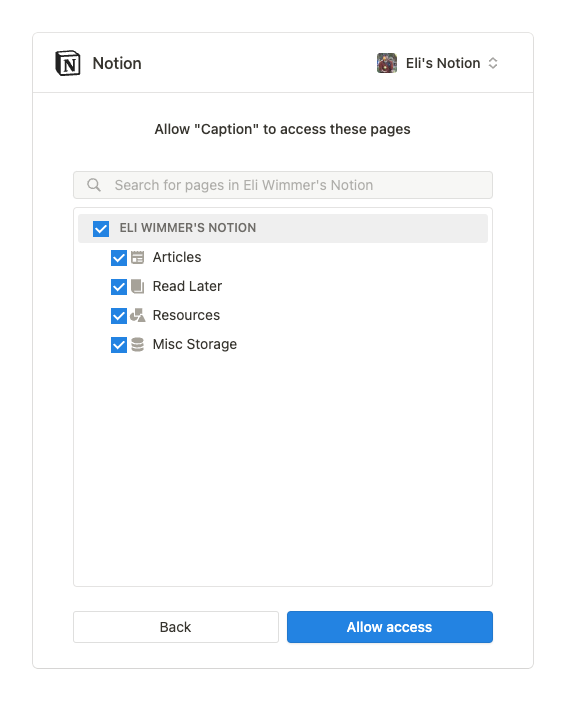 Notion
Eli's Notion
Allow "Caption" to access these pages
Search for pages in Eli Wimmer's Notion
ELI WIMMER'S NOTION
Articles
Read Later
Resources
Misc Storage
Back
Allow access